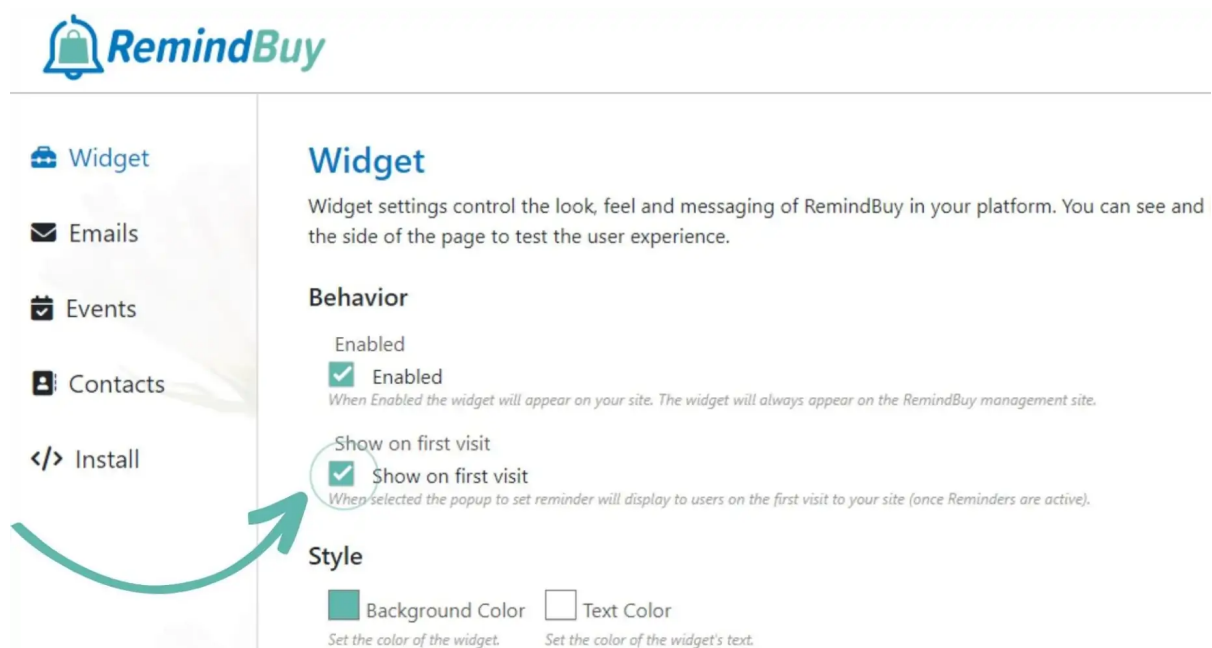 RemindBuy
Widget
Emails
Events
Contacts
Install
Widget
Widget settings control the look, feel and messaging of RemindBuy in your platform. You can see and
the side of the page to test the user experience.
Behavior
Enabled
Enabled
When Enabled the widget will appear on your site. The widget will always appear on the RemindBuy management site.
Show on first visit
Show on first visit
When selected the popup to set reminder will display to users on the first visit to your site (once Reminders are active).
Style
Background Color Text Color
Set the color of the widget. Set the color of the widget's text.